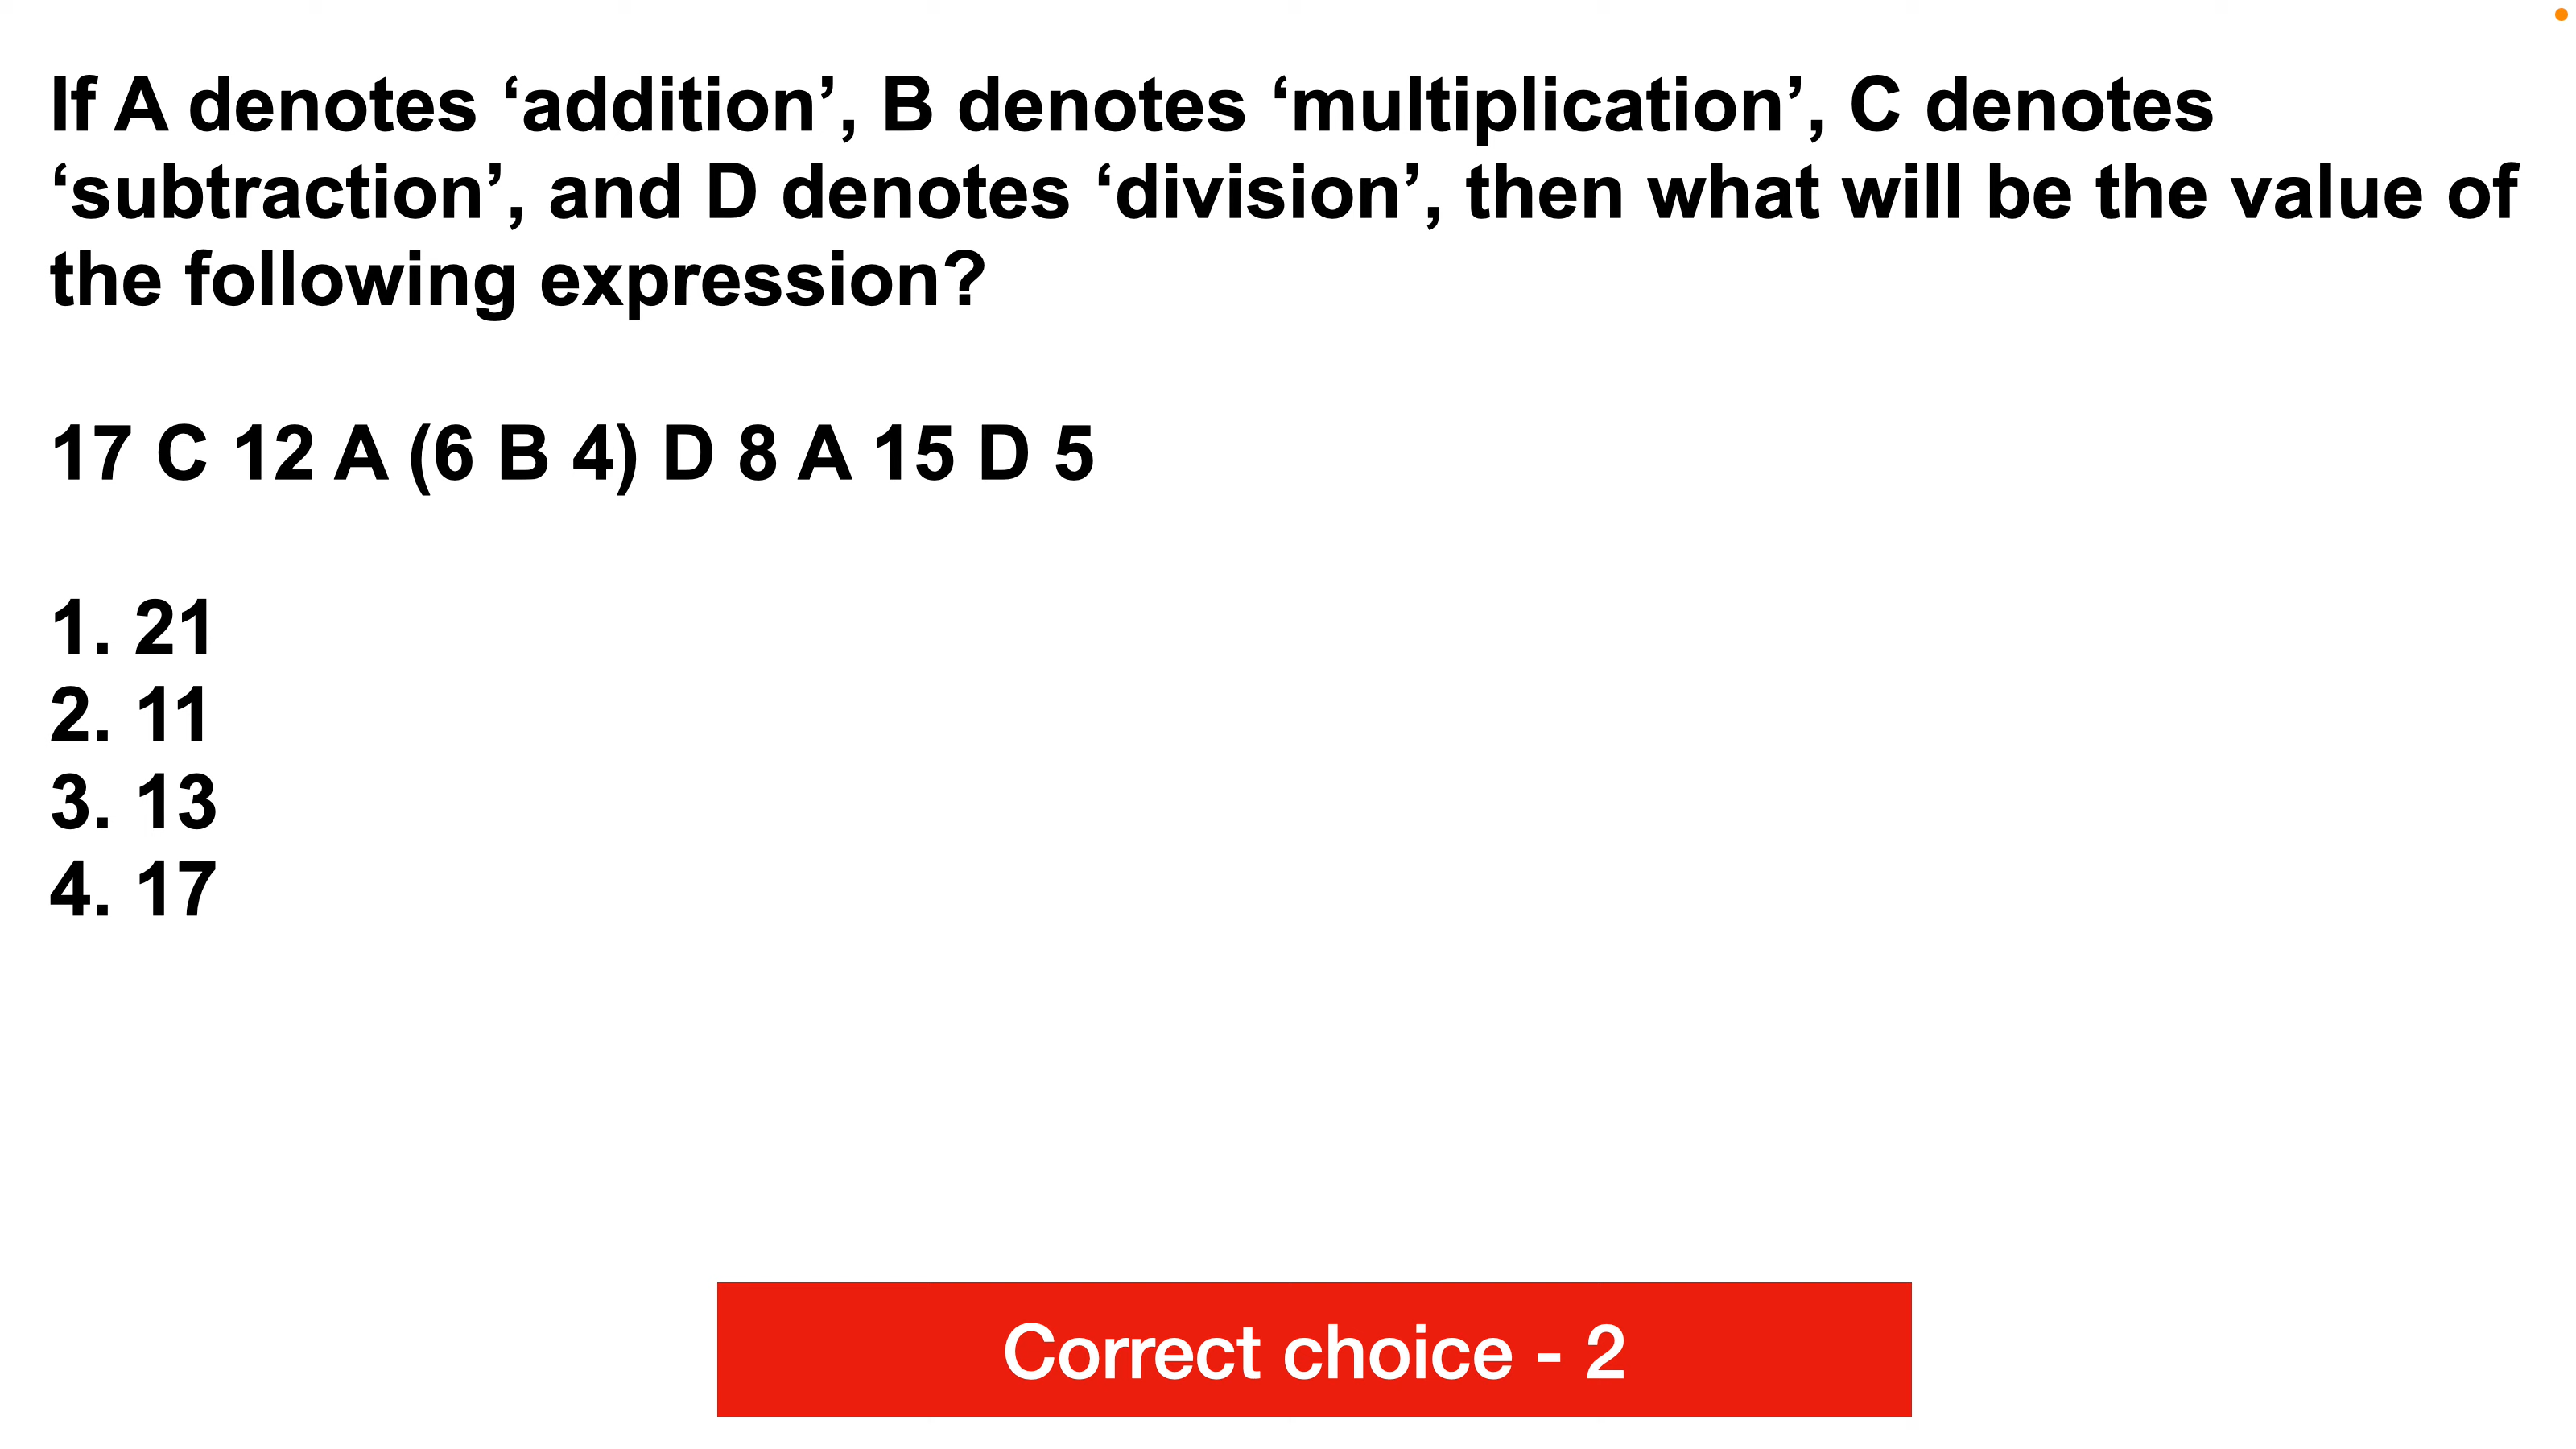 If A denotes ‘addition’, B denotes ‘multiplication’, C denotes
‘subtraction’, and D denotes ‘division’, then what will be the value of
the following expression?
17 C 12 A (6 B 4) D 8 A 15 D 5
1. 21
2. 11
3. 13
4. 17
Correct choice - 2